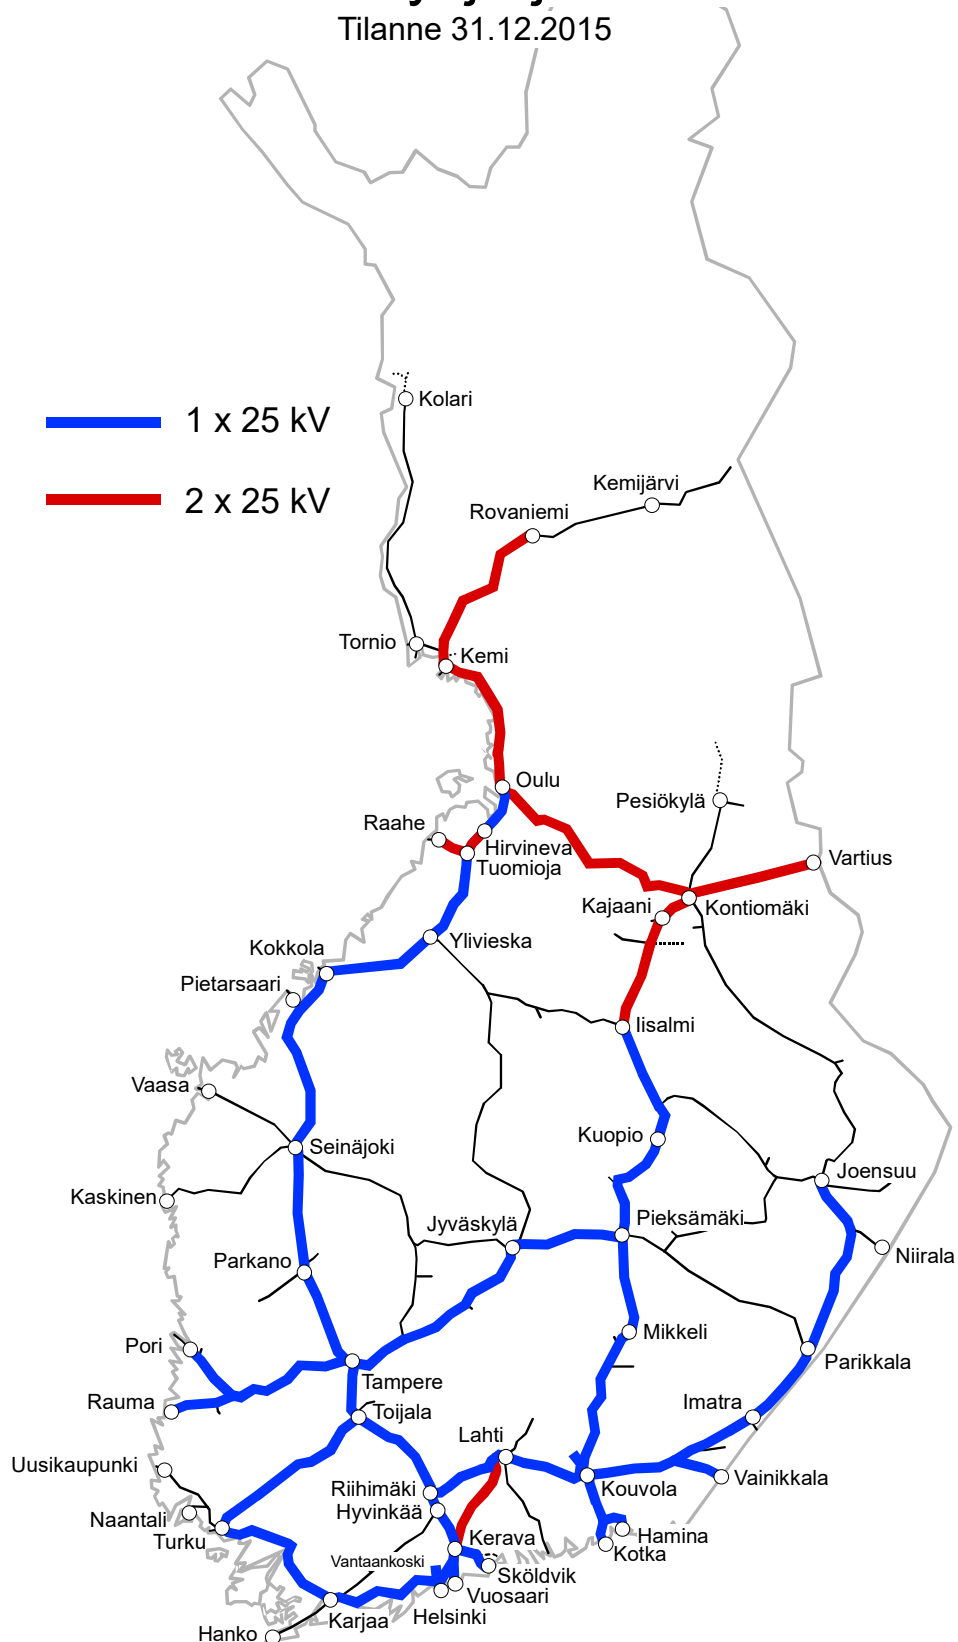 Tilanne 31.12.2015
Kolari
1 x 25 kV
Kemijärvi
2 x 25 kV
Rovaniemi
Tornio
Kemi
Oulu
Pesiökylä
Raahe
Hirvineva
Vartius
Tuomioja
Kajaani
Kontiomäki
Ylivieska
Kokkola
Pietarsaari
Iisalmi
Vaasa
Kuopio
Seinäjoki
Joensuu
Kaskinen
Jyväskylä
Pieksämäki
Niirala
Parkano
Mikkeli
Pori
Parikkala
Tampere
Rauma
Imatra
Toijala
Lahti
Uusikaupunki
Vainikkala
Riihimäki
Kouvola
Hyvinkää
Naantali
Kerava
Hamina
Turku
Kotka
Vantaankoski
Sköldvik
Vuosaari
Helsinki
Karjaa
Hanko